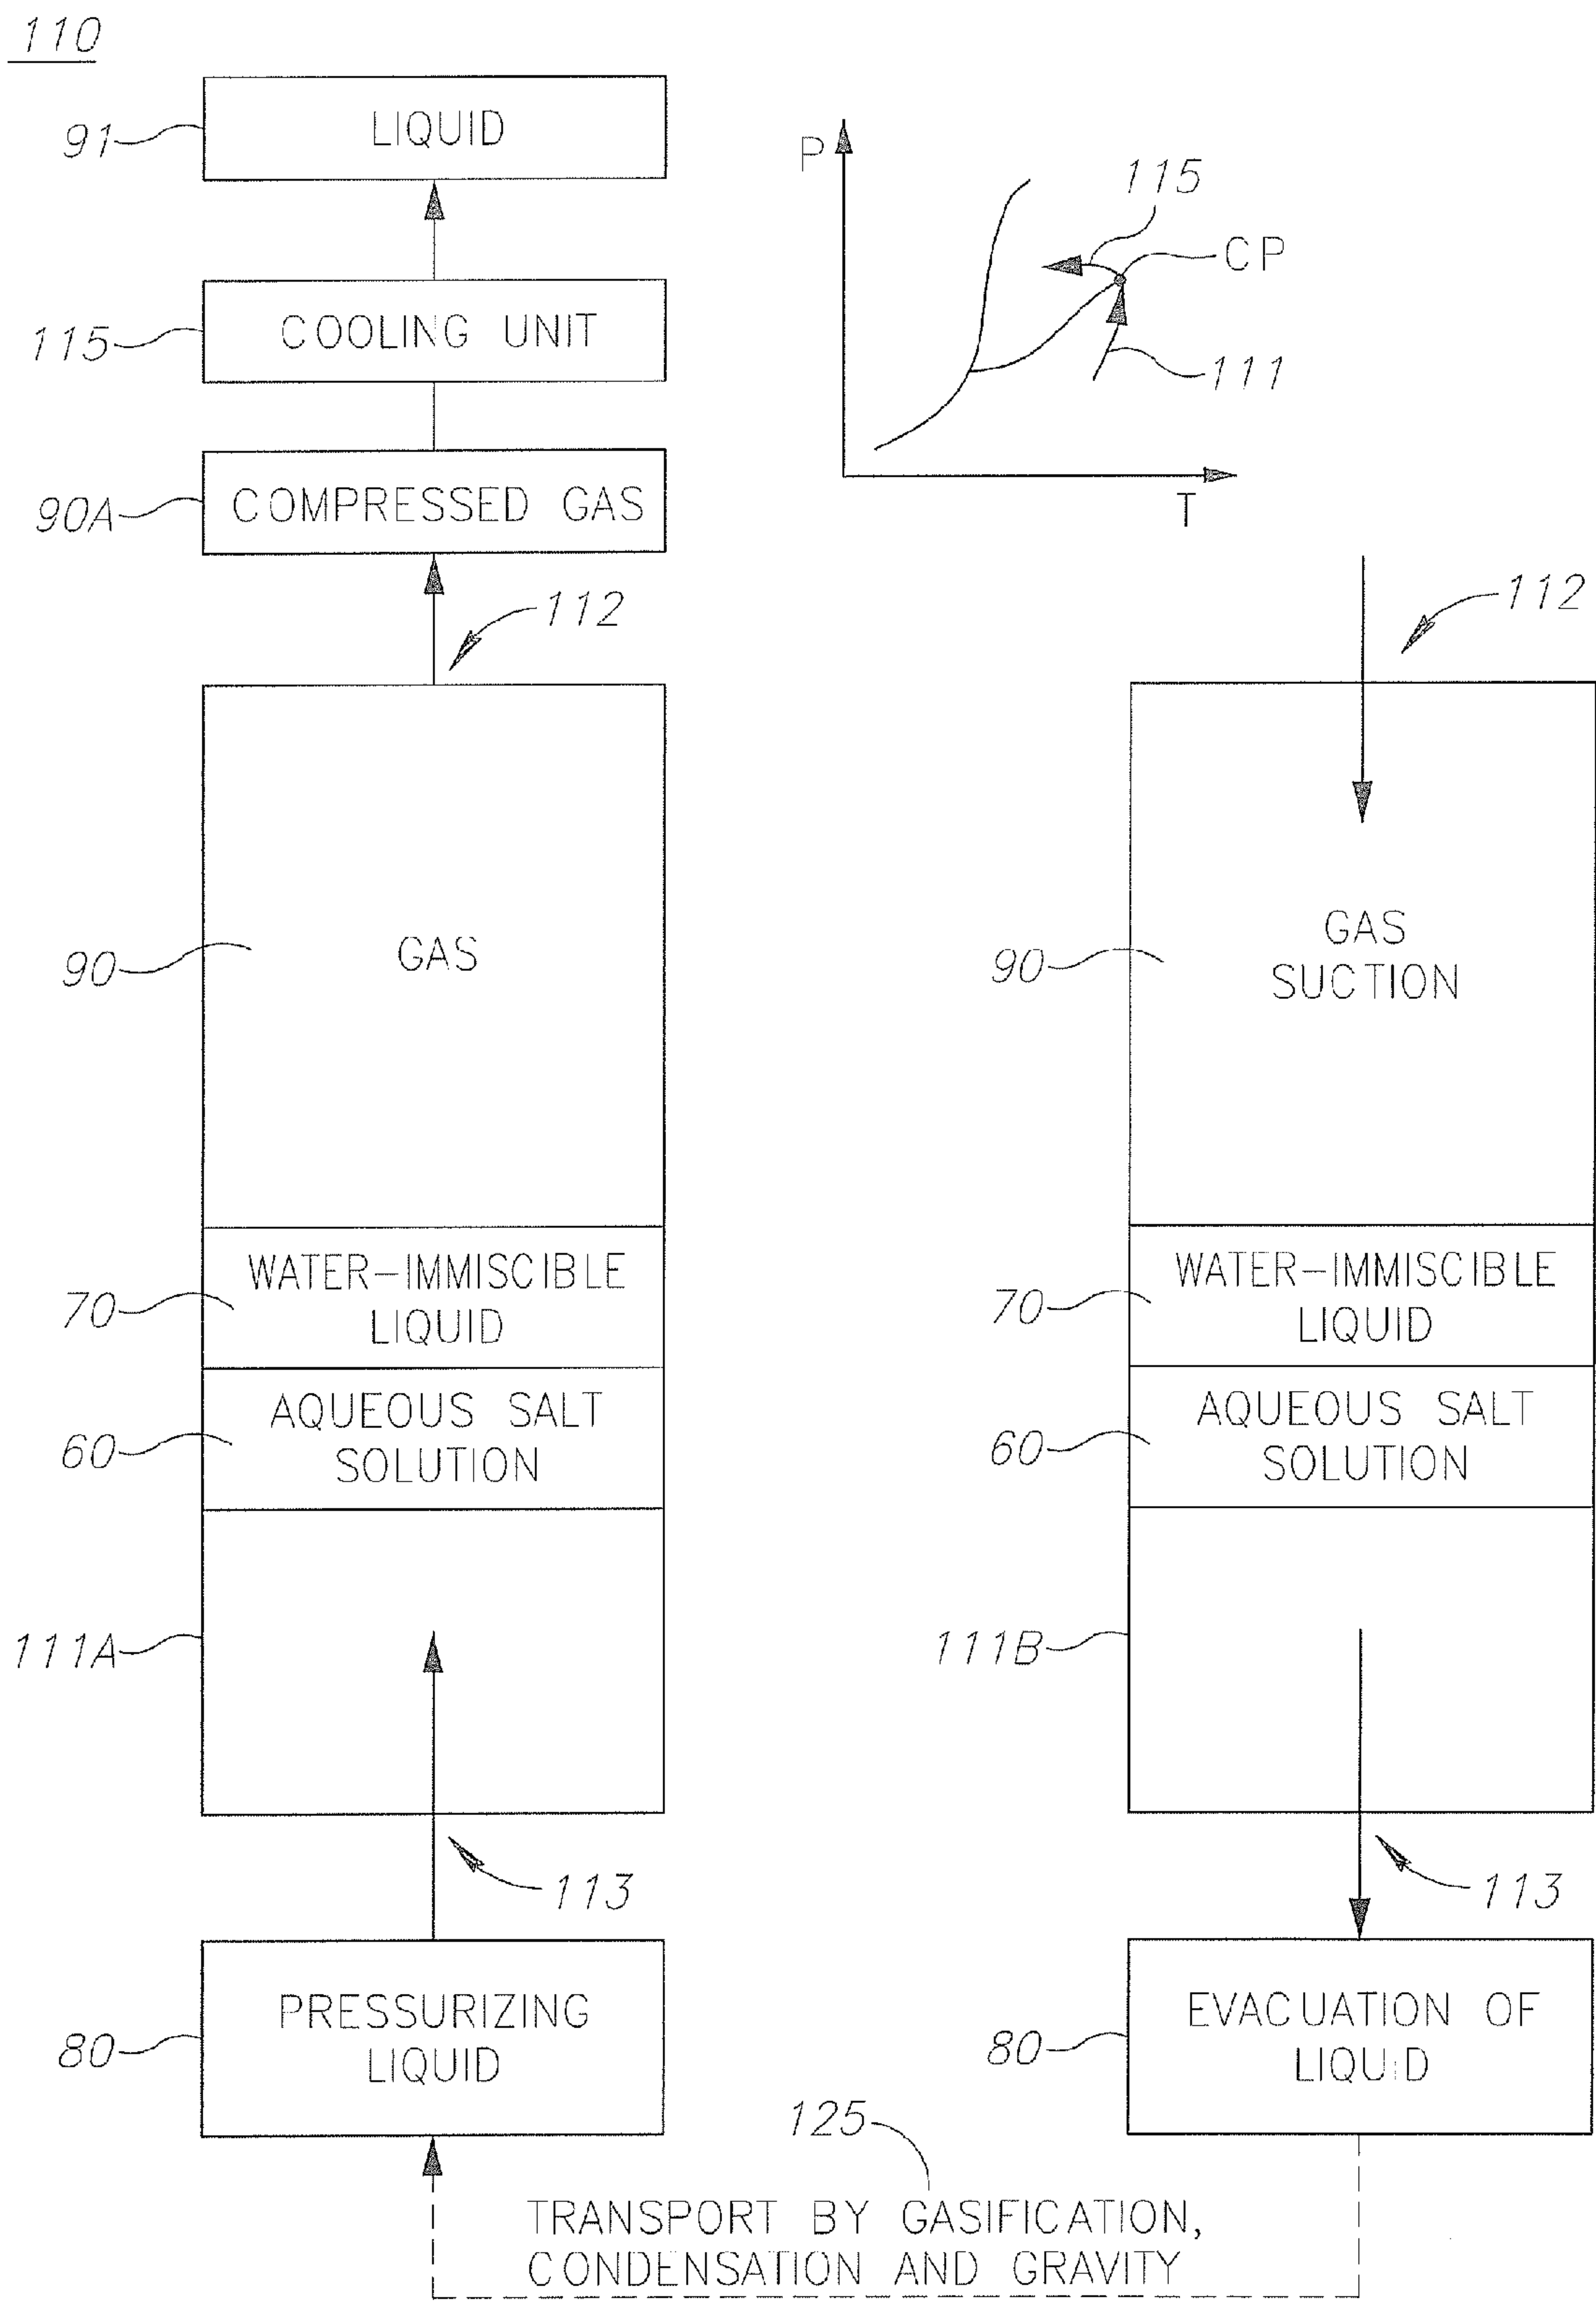 110
91
LIQUID
115
COOLING UNIT
90A
COMPRESSED GAS
112
90
GAS
70
WATER-IMMISCIBLE
LIQUID
60
AQUEOUS SALT
SOLUTION
111A
113
80
PRESSURIZING
LIQUID
P
115
CP
111
T
112
90
GAS
SUCTION
70
WATER-IMMISCIBLE
LIQUID
60
AQUEOUS SALT
SOLUTION
111B
113
80
EVACUATION OF
LIQUID
125
TRANSPORT BY GASIFICATION,
CONDENSATION AND GRAVITY